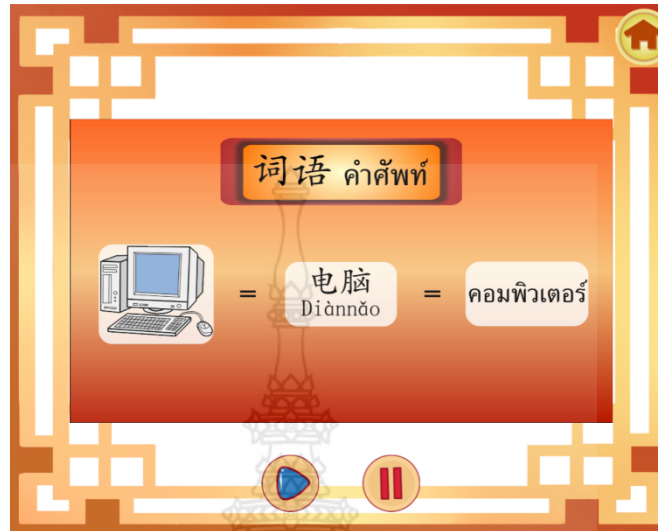 词语 คำศัพท์
= 电脑 = คอมพิวเตอร์
Diànnǎo